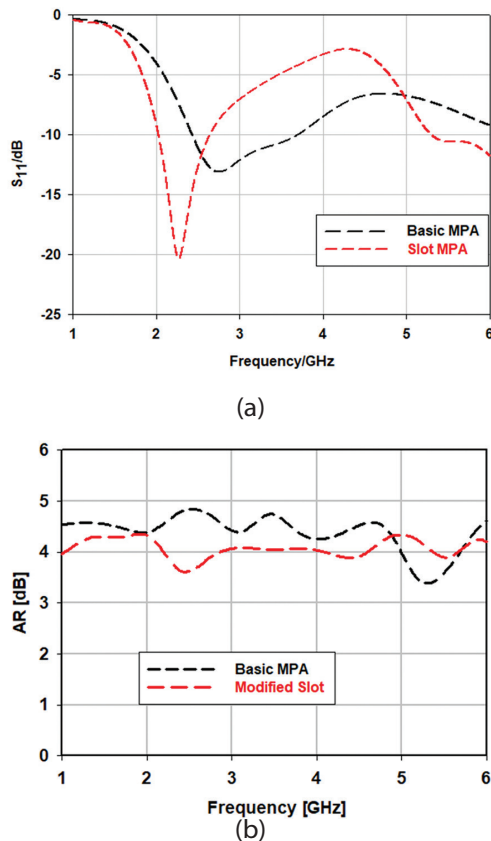 0
-5
-10
-15
-20
-25
S11/dB
Basic MPA
Slot MPA
1 2 3 4 5 6
Frequency/GHz
(a)
6
5
4
3
2
1
0
AR [dB]
Basic MPA
Modified Slot
1 2 3 4 5 6
Frequency [GHz]
(b)